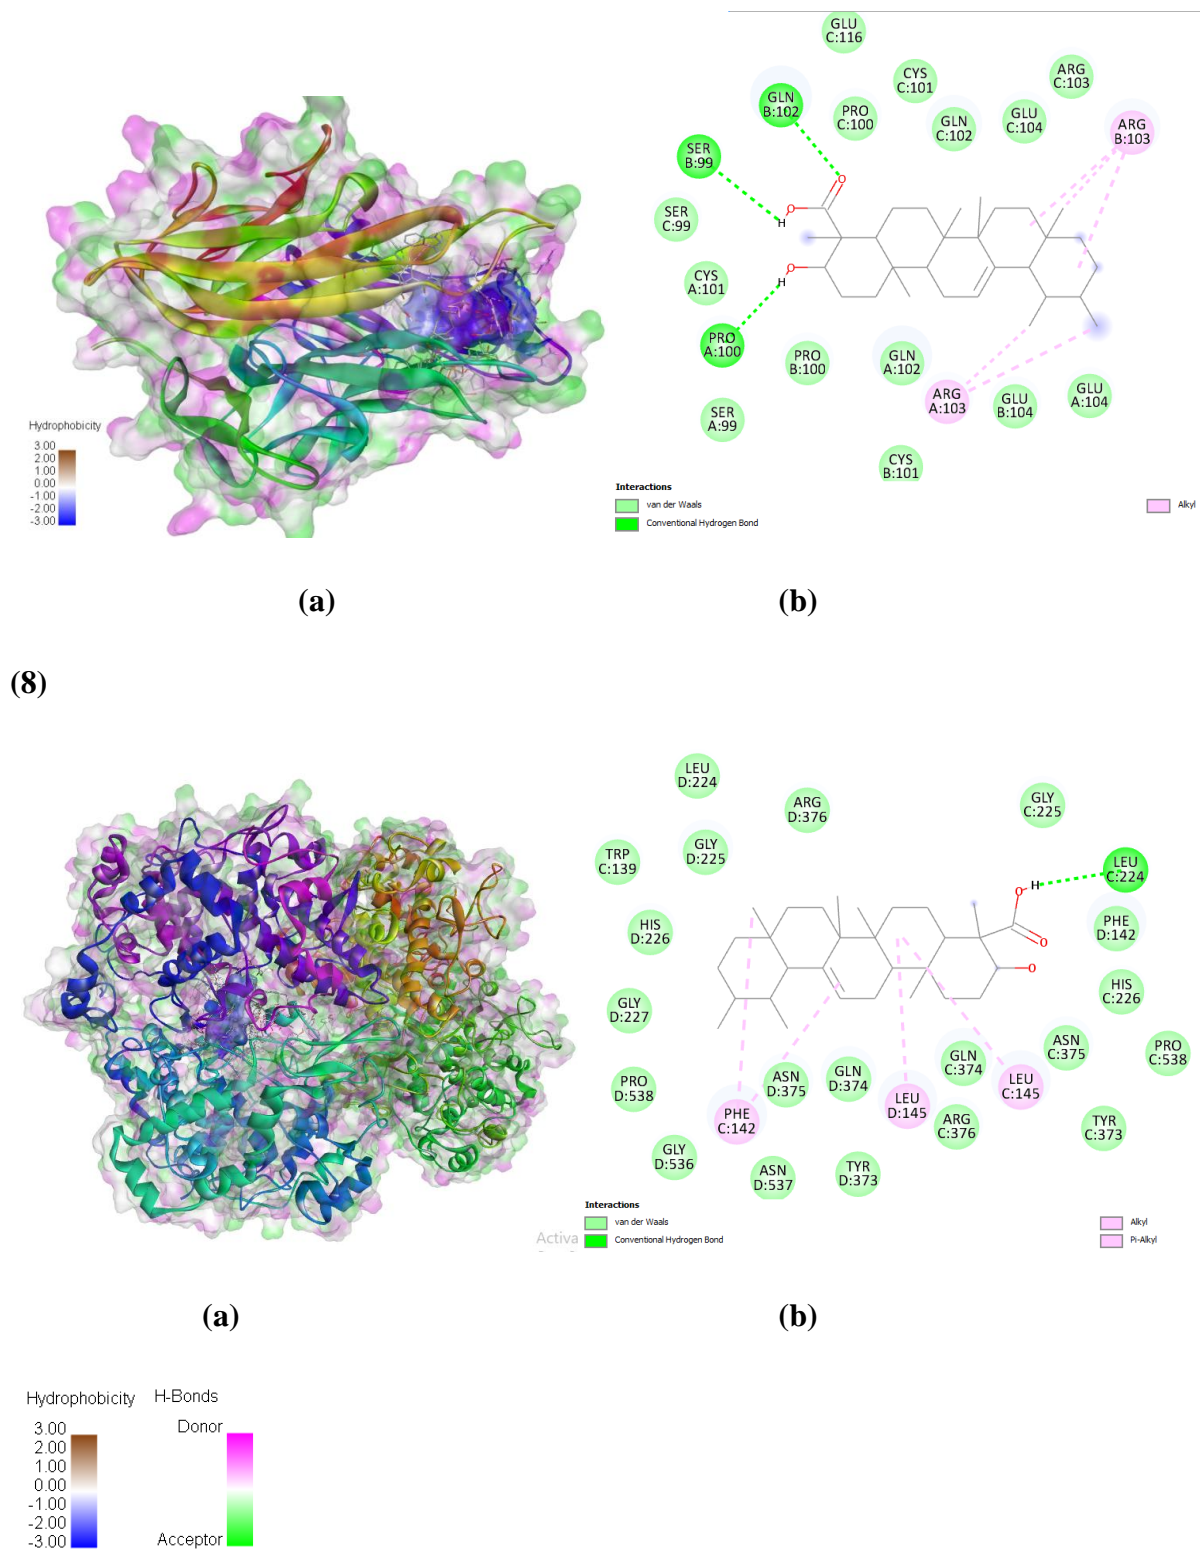 GLU
C:116
CYS
C:101
ARG
C:103
GLN
B:102
PRO
C:100
GLN
C:102
GLU
C:104
ARG
B:103
SER
B:99
O
H
O
SER
C:99
CYS
A:101
O
H
PRO
A:100
PRO
B:100
GLN
A:102
ARG
A:103
GLU
B:104
GLU
A:104
SER
A:99
CYS
B:101
Hydrophobicity
3.00
2.00
1.00
0.00
-1.00
-2.00
-3.00
Interactions
van der Waals
Conventional Hydrogen Bond
Alkyl
(a)
(b)
(8)
LEU
D:224
ARG
D:376
GLY
C:225
TRP
C:139
GLY
D:225
LEU
C:224
H
O
HIS
D:226
PHE
D:142
O
O
HIS
C:226
GLY
D:227
ASN
C:375
PRO
C:538
PRO
D:538
ASN
D:375
GLN
D:374
GLN
C:374
LEU
C:145
PHE
C:142
LEU
D:145
ARG
C:376
TYR
C:373
GLY
D:536
ASN
D:537
TYR
D:373
Activa
Interactions
van der Waals
Conventional Hydrogen Bond
Alkyl
Pi-Alkyl
(a)
(b)
Hydrophobicity
3.00
2.00
1.00
0.00
-1.00
-2.00
-3.00
H-Bonds
Donor
Acceptor